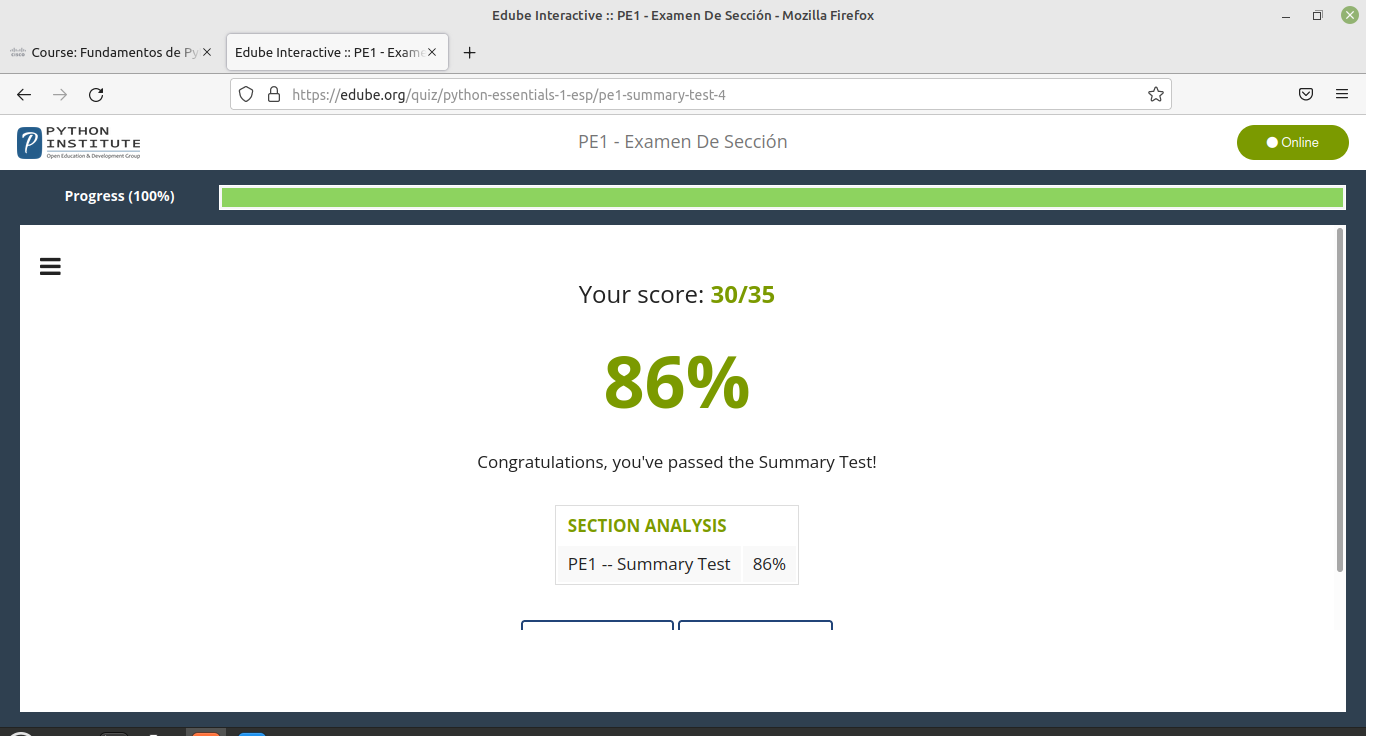 Edube Interactive :: PE1 - Examen De Sección - Mozilla Firefox
Course: Fundamentos de Py
Edube Interactive :: PE1 - Exame
https://edube.org/quiz/python-essentials-1-esp/pe1-summary-test-4
PYTHON
INSTITUTE
Open Education & Development Group
PE1 - Examen De Sección
Online
Progress (100%)
Your score: 30/35
86%
Congratulations, you've passed the Summary Test!
SECTION ANALYSIS
PE1 -- Summary Test 86%